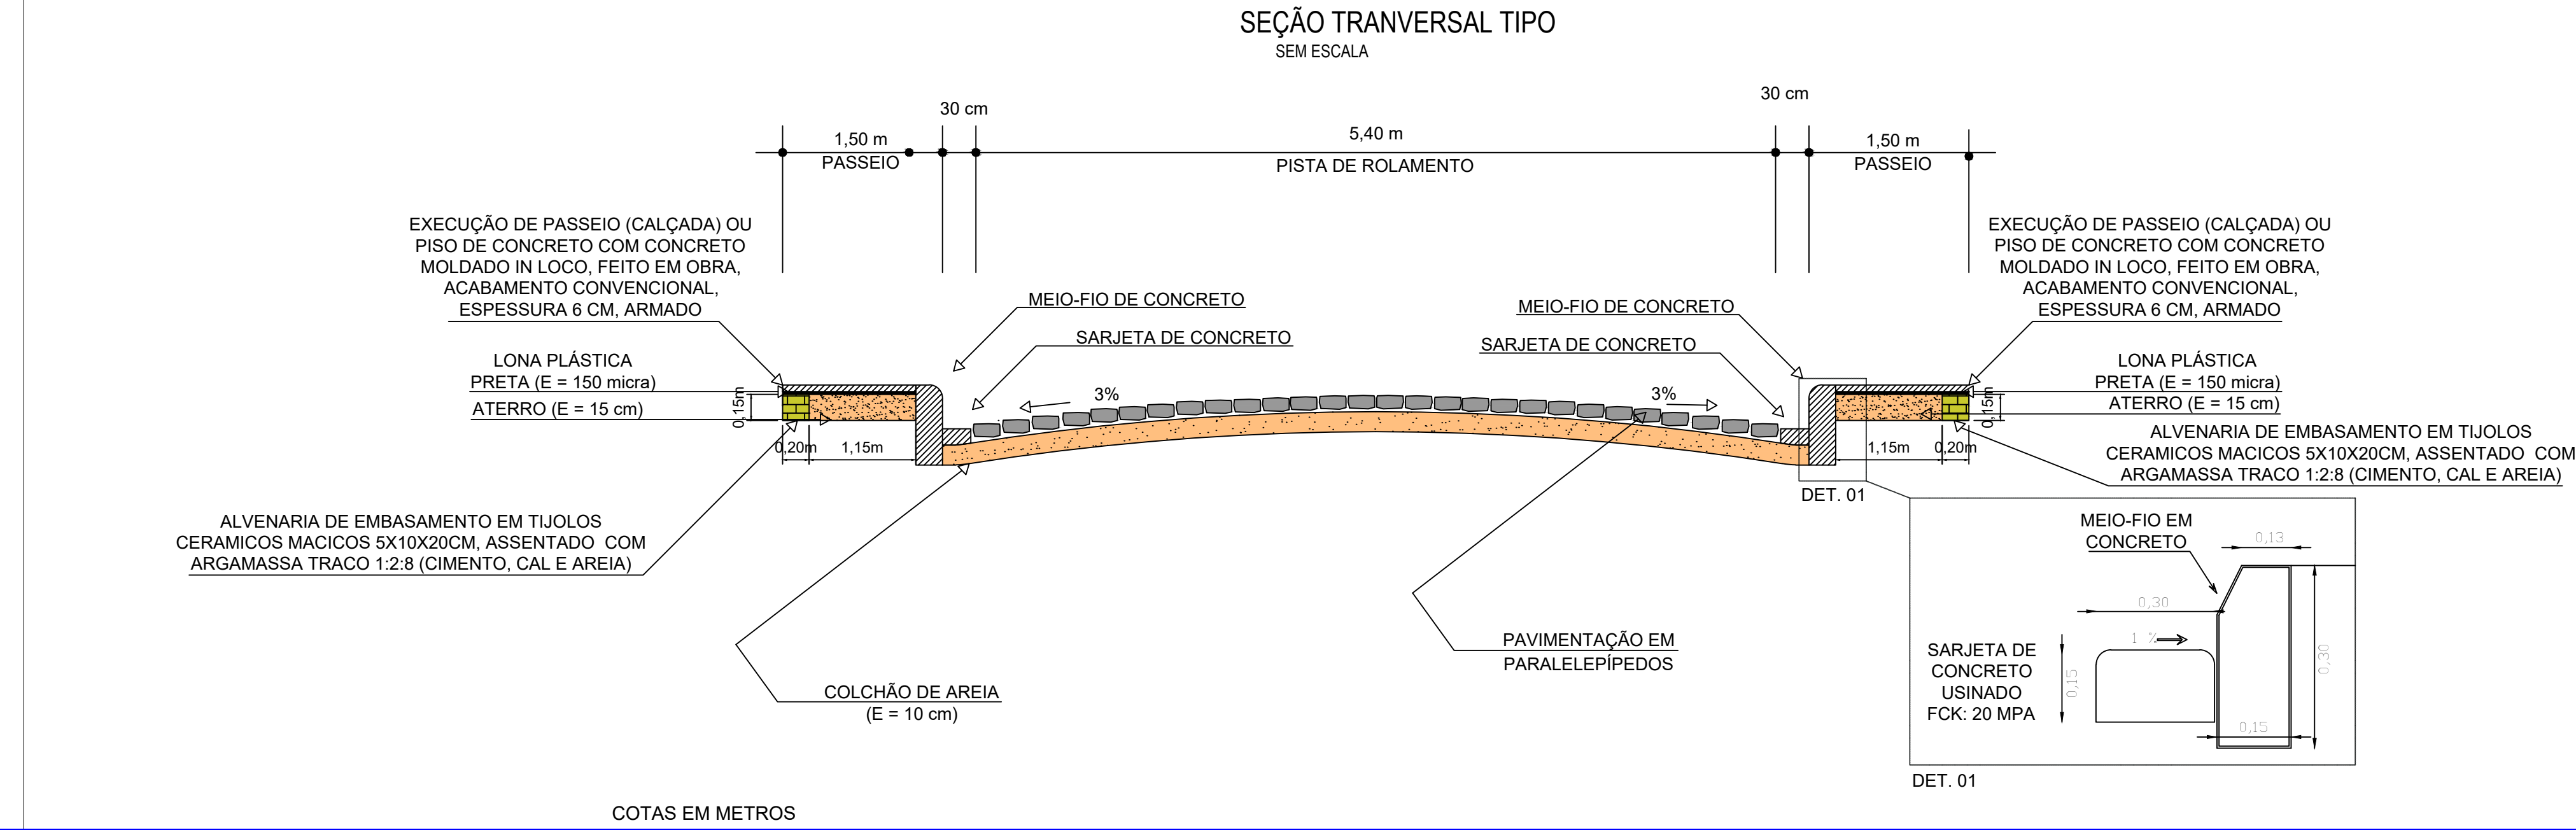 SEÇÃO TRANVERSAL TIPO
SEM ESCALA
30 cm
30 cm
1,50 m
5,40 m
1,50 m
PASSEIO
PISTA DE ROLAMENTO
PASSEIO
EXECUÇÃO DE PASSEIO (CALÇADA) OU
PISO DE CONCRETO COM CONCRETO
MOLDADO IN LOCO, FEITO EM OBRA,
ACABAMENTO CONVENCIONAL,
ESPESSURA 6 CM, ARMADO
EXECUÇÃO DE PASSEIO (CALÇADA) OU
PISO DE CONCRETO COM CONCRETO
MOLDADO IN LOCO, FEITO EM OBRA,
ACABAMENTO CONVENCIONAL,
ESPESSURA 6 CM, ARMADO
MEIO-FIO DE CONCRETO
SARJETA DE CONCRETO
MEIO-FIO DE CONCRETO
SARJETA DE CONCRETO
LONA PLÁSTICA
PRETA (E = 150 micra)
ATERRO (E = 15 cm)
LONA PLÁSTICA
PRETA (E = 150 micra)
ATERRO (E = 15 cm)
3%
3%
0,15m
0,15m
0,20m
1,15m
1,15m
0,20m
ALVENARIA DE EMBASAMENTO EM TIJOLOS
CERAMICOS MACICOS 5X10X20CM, ASSENTADO COM
ARGAMASSA TRACO 1:2:8 (CIMENTO, CAL E AREIA)
DET. 01
ALVENARIA DE EMBASAMENTO EM TIJOLOS
CERAMICOS MACICOS 5X10X20CM, ASSENTADO COM
ARGAMASSA TRACO 1:2:8 (CIMENTO, CAL E AREIA)
COLCHÃO DE AREIA
(E = 10 cm)
PAVIMENTAÇÃO EM
PARALELEPÍPEDOS
MEIO-FIO EM
CONCRETO
0,13
0,30
1 %
SARJETA DE
CONCRETO
USINADO
FCK: 20 MPA
0,15
0,30
0,15
DET. 01
COTAS EM METROS